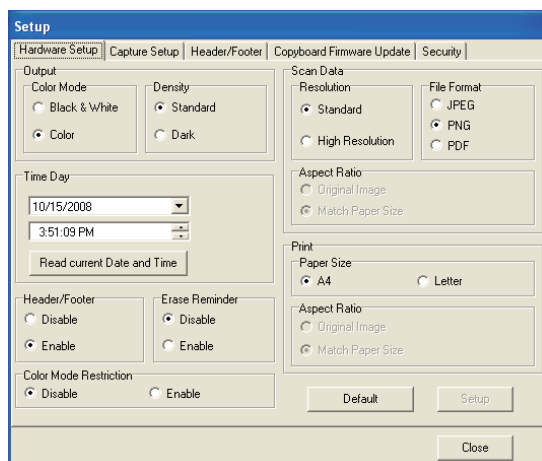 Setup
Hardware Setup Capture Setup Header/Footer Copyboard Firmware Update Security
Output
Color Mode
Black & White
Color
Density
Standard
Dark
Time Day
10/15/2008
3:51:09 PM
Read current Date and Time
Header/Footer
Disable
Enable
Erase Reminder
Disable
Enable
Color Mode Restriction
Disable Enable
Scan Data
Resolution
Standard
High Resolution
File Format
JPEG
PNG
PDF
Aspect Ratio
Original Image
Match Paper Size
Print
Paper Size
A4 Letter
Aspect Ratio
Original Image
Match Paper Size
Default Setup
Close